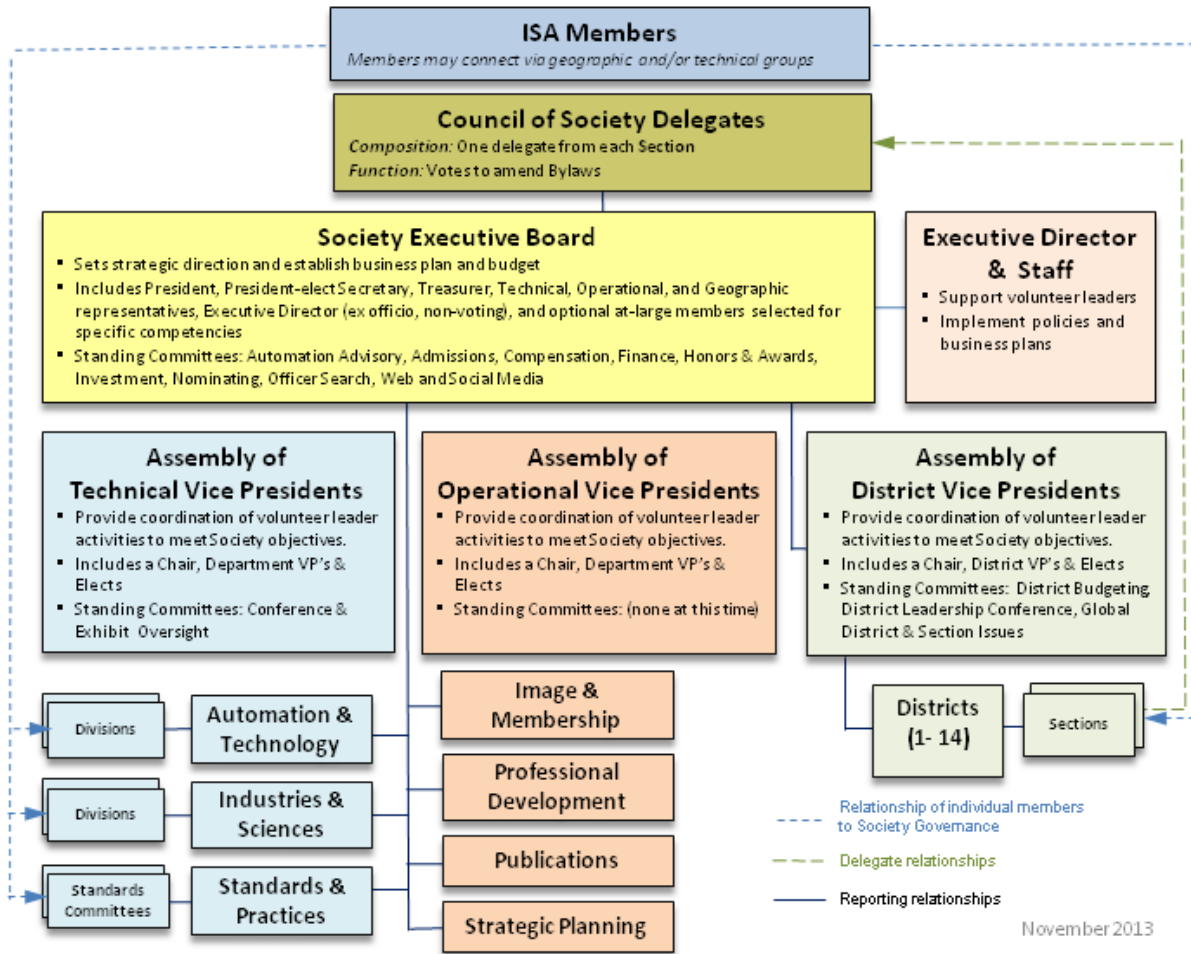 ISA Members
Members may connect via geographic and/or technical groups
Council of Society Delegates
Composition: One delegate from each Section
Function: Votes to amend Bylaws
Society Executive Board
▪ Sets strategic direction and establish business plan and budget
▪ Includes President, President-elect Secretary, Treasurer, Technical, Operational, and Geographic
representatives, Executive Director (ex officio, non-voting), and optional at-large members selected for
specific competencies
▪ Standing Committees: Automation Advisory, Admissions, Compensation, Finance, Honors & Awards,
Investment, Nominating, Officer Search, Web and Social Media
Executive Director
& Staff
▪ Support volunteer leaders
▪ Implement policies and
business plans
Assembly of
Technical Vice Presidents
▪ Provide coordination of volunteer leader
activities to meet Society objectives.
▪ Includes a Chair, Department VP's &
Elects
▪ Standing Committees: Conference &
Exhibit Oversight
Assembly of
Operational Vice Presidents
▪ Provide coordination of volunteer leader
activities to meet Society objectives.
▪ Includes a Chair, Department VP's &
Elects
▪ Standing Committees: (none at this time)
Assembly of
District Vice Presidents
▪ Provide coordination of volunteer leader
activities to meet Society objectives.
▪ Includes a Chair, District VP's & Elects
▪ Standing Committees: District Budgeting,
District Leadership Conference, Global
District & Section Issues
Divisions
Automation &
Technology
Divisions
Industries &
Sciences
Standards
Committees
Standards &
Practices
Image &
Membership
Professional
Development
Publications
Strategic Planning
Districts
(1- 14)
Sections
Relationship of individual members
to Society Governance
Delegate relationships
Reporting relationships
November 2013